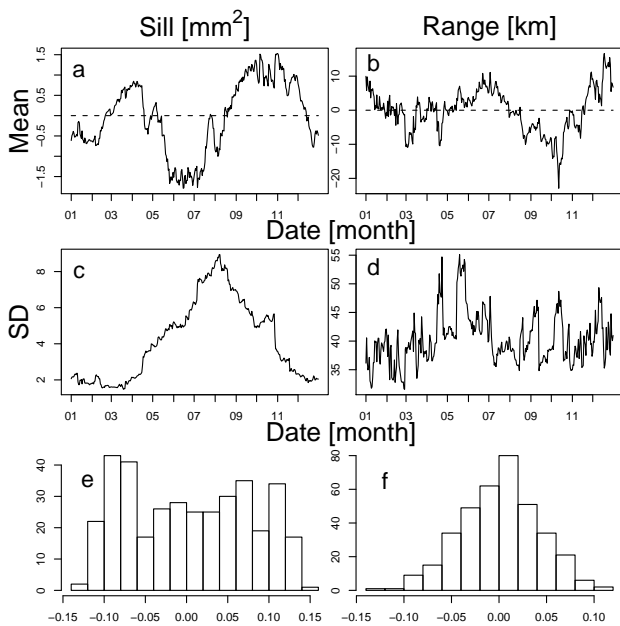 Sill [mm²]
Range [km]
a
b
Mean
1.5
0.5
−0.5
−1.5
10
0
−10
−20
01 03 05 07 09 11
01 03 05 07 09 11
Date [month]
c
d
SD
8
6
4
2
55
50
45
40
35
01 03 05 07 09 11
01 03 05 07 09 11
Date [month]
e
f
40
30
20
10
0
80
60
40
20
0
−0.15 −0.10 −0.05 0.00 0.05 0.10 0.15
−0.15 −0.10 −0.05 0.00 0.05 0.10